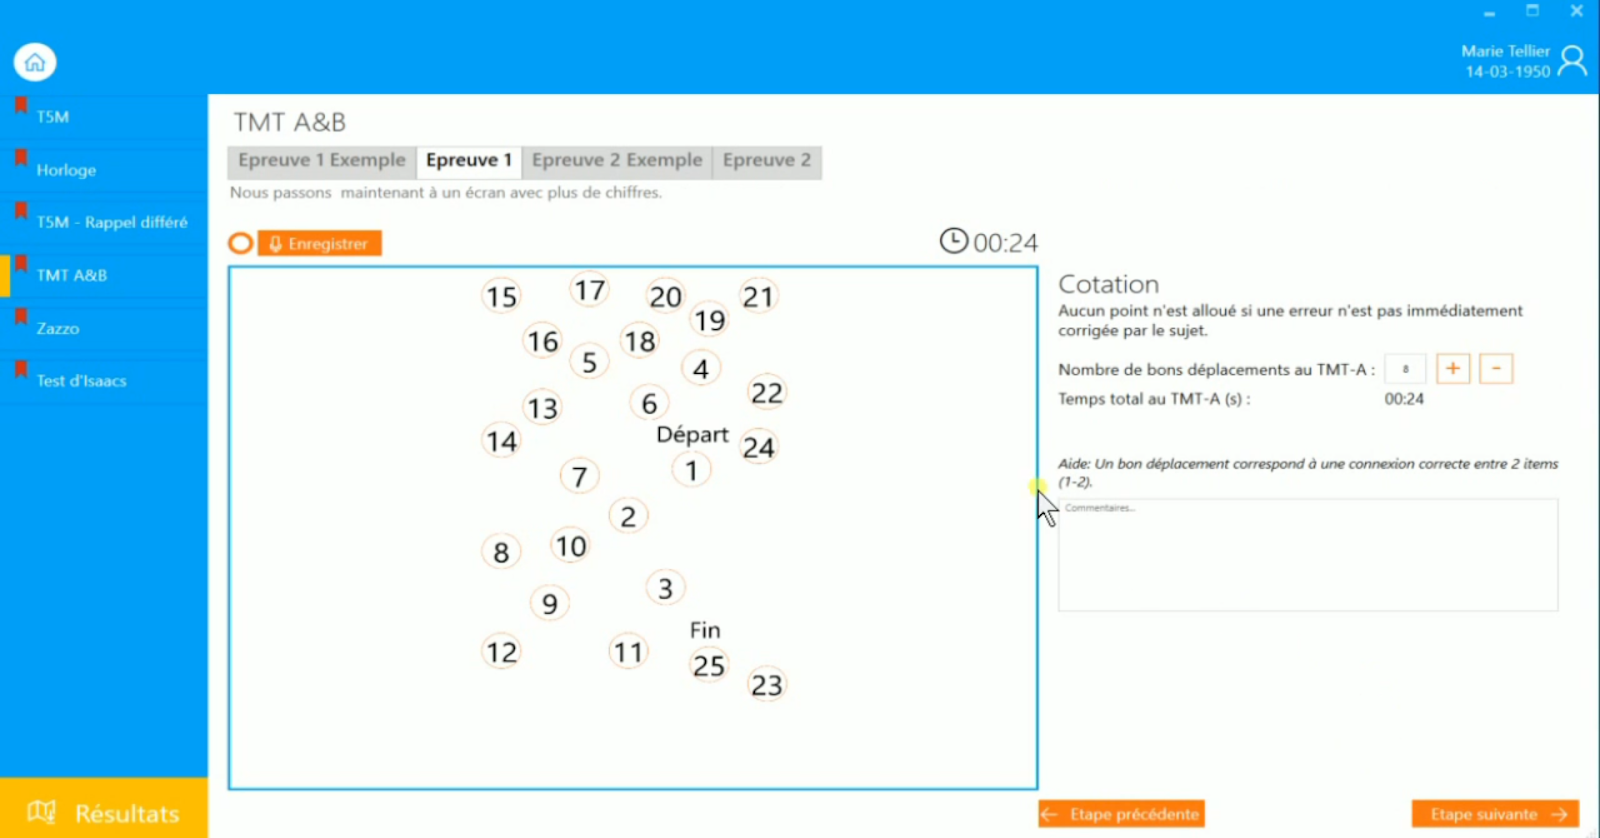 Marie Tellier
14-03-1950
T5M
Horloge
T5M - Rappel différé
TMT A&B
Zazzo
Test d'Isaacs
Résultats
TMT A&B
Epreuve 1 Exemple Epreuve 1 Epreuve 2 Exemple Epreuve 2
Nous passons maintenant à un écran avec plus de chiffres.
Enregistrer
00:24
15 17 20 21
19
16 18
5 4
22
13 6
Départ
14 24
7 1
2
8 10
3
9
Fin
12 11
25
23
Cotation
Aucun point n'est alloué si une erreur n'est pas immédiatement
corrigée par le sujet.
Nombre de bons déplacements au TMT-A : 8 + -
Temps total au TMT-A (s) : 00:24
Aide: Un bon déplacement correspond à une connexion correcte entre 2 items
(1-2).
Commentaires...
Etape précédente
Etape suivante